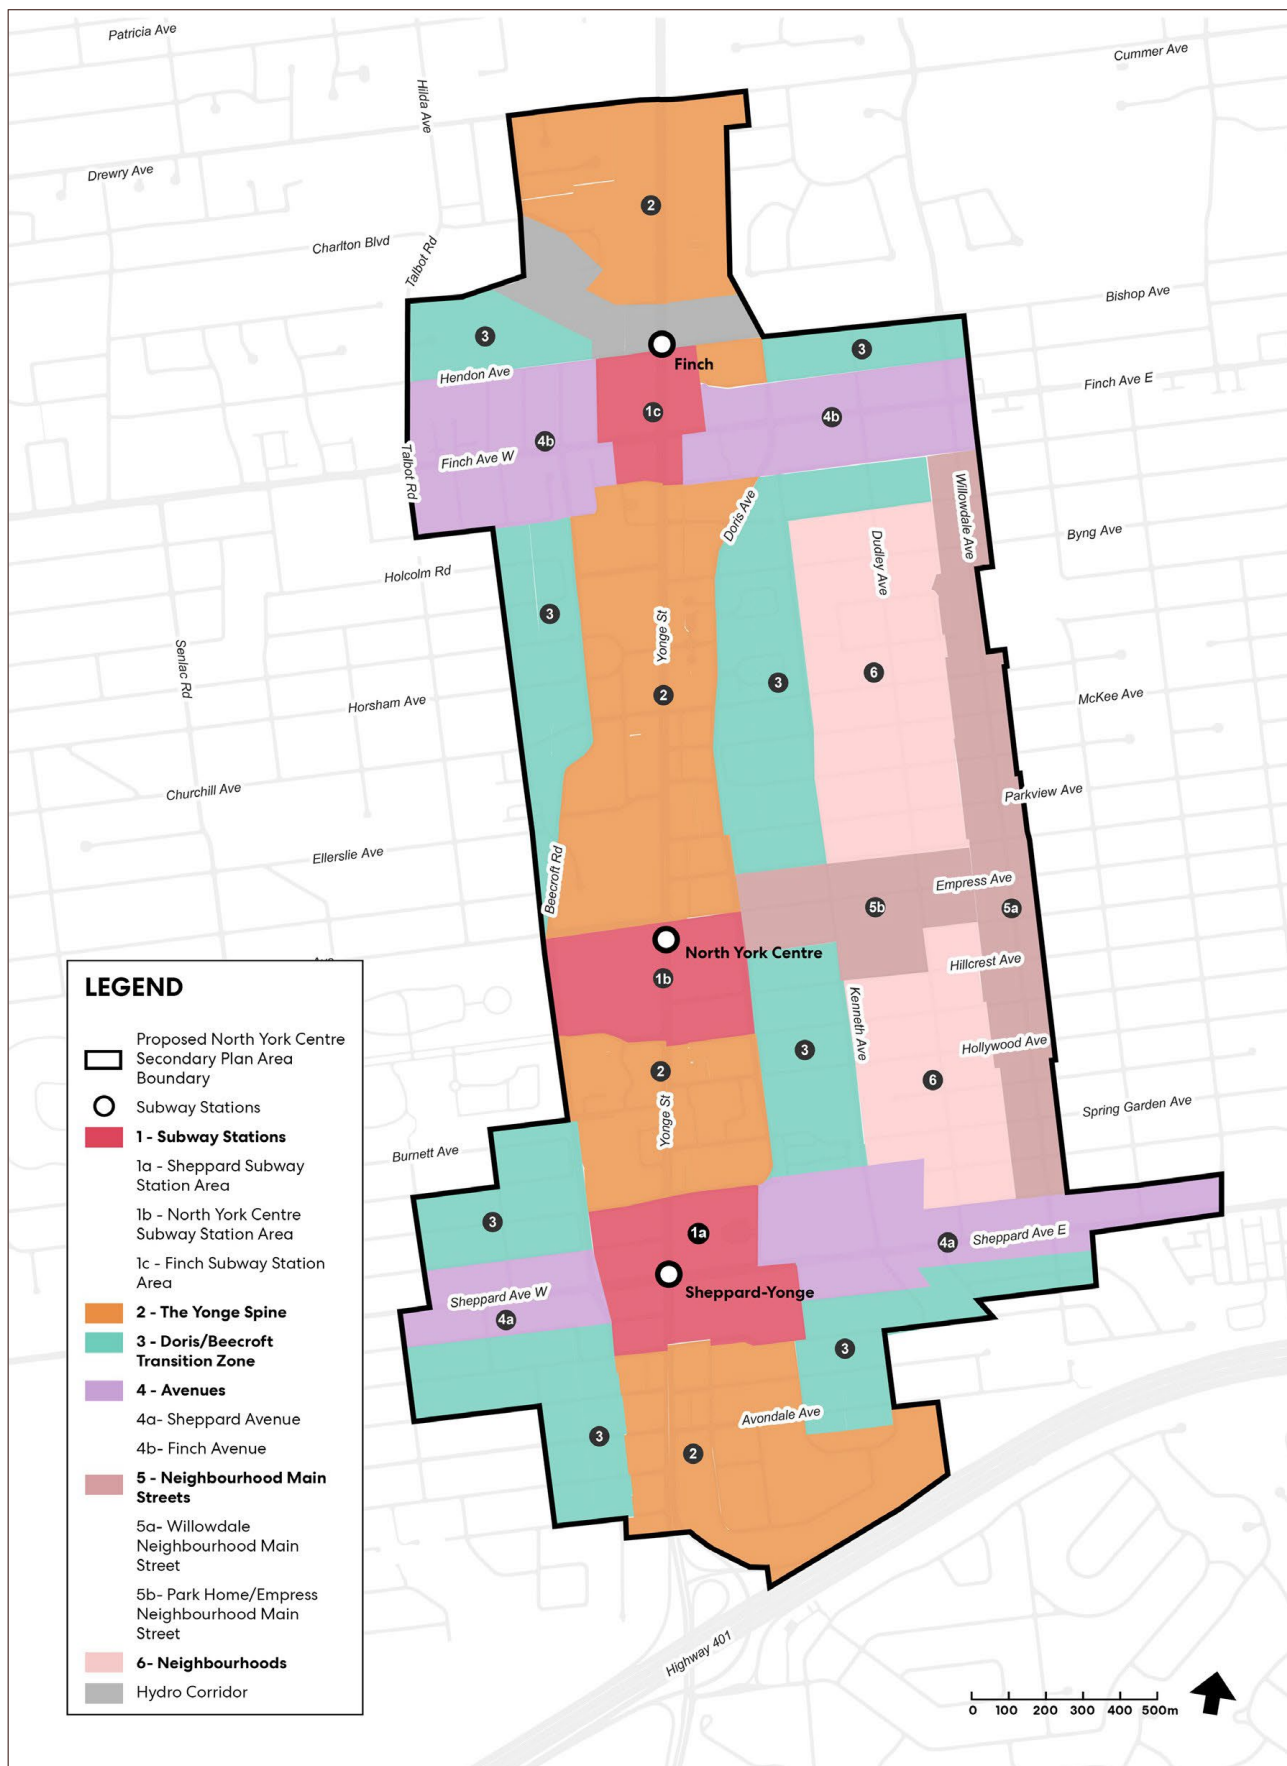 Patricia Ave
Cummer Ave
Hilda Ave
Drewry Ave
2
Charlton Blvd
Talbot Rd
Bishop Ave
3
Finch
3
Hendon Ave
Finch Ave E
1c
4b
4b
Finch Ave W
Talbot Rd
Doris Ave
Willowdale Ave
Byng Ave
Dudley Ave
Holcolm Rd
3
Yonge St
Senlac Rd
6
3
2
McKee Ave
Horsham Ave
Churchill Ave
Parkview Ave
Ellerslie Ave
Beecroft Rd
Empress Ave
5b
5a
North York Centre
Hillcrest Ave
1b
Kenneth Ave
Hollywood Ave
3
2
6
Yonge St
Spring Garden Ave
Burnett Ave
3
1a
Sheppard Ave E
4a
Sheppard-Yonge
Sheppard Ave W
4a
3
Avondale Ave
3
2
Highway 401
0 100 200 300 400 500m
LEGEND
Proposed North York Centre
Secondary Plan Area
Boundary
Subway Stations
1 - Subway Stations
1a - Sheppard Subway
Station Area
1b - North York Centre
Subway Station Area
1c - Finch Subway Station
Area
2 - The Yonge Spine
3 - Doris/Beecroft
Transition Zone
4 - Avenues
4a- Sheppard Avenue
4b- Finch Avenue
5 - Neighbourhood Main
Streets
5a- Willowdale
Neighbourhood Main
Street
5b- Park Home/Empress
Neighbourhood Main
Street
6- Neighbourhoods
Hydro Corridor